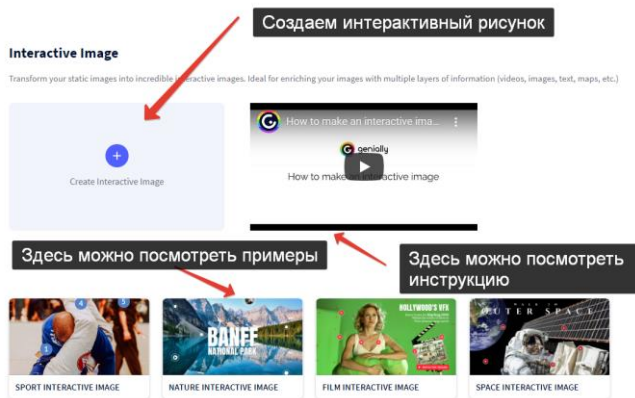 Создаем интерактивный рисунок
Interactive Image
Transform your static images into incredible interactive images. Ideal for enriching your images with multiple layers of information (videos, images, text, maps, etc.)
How to make an interactive ima...
genially
How to make an interactive image
Create Interactive Image
Здесь можно посмотреть примеры
Здесь можно посмотреть
инструкцию
4
5
1
BANFF
NATIONAL PARK
HOLLYWOOD'S VFX
OUTER SPACE
SPORT INTERACTIVE IMAGE
NATURE INTERACTIVE IMAGE
FILM INTERACTIVE IMAGE
SPACE INTERACTIVE IMAGE